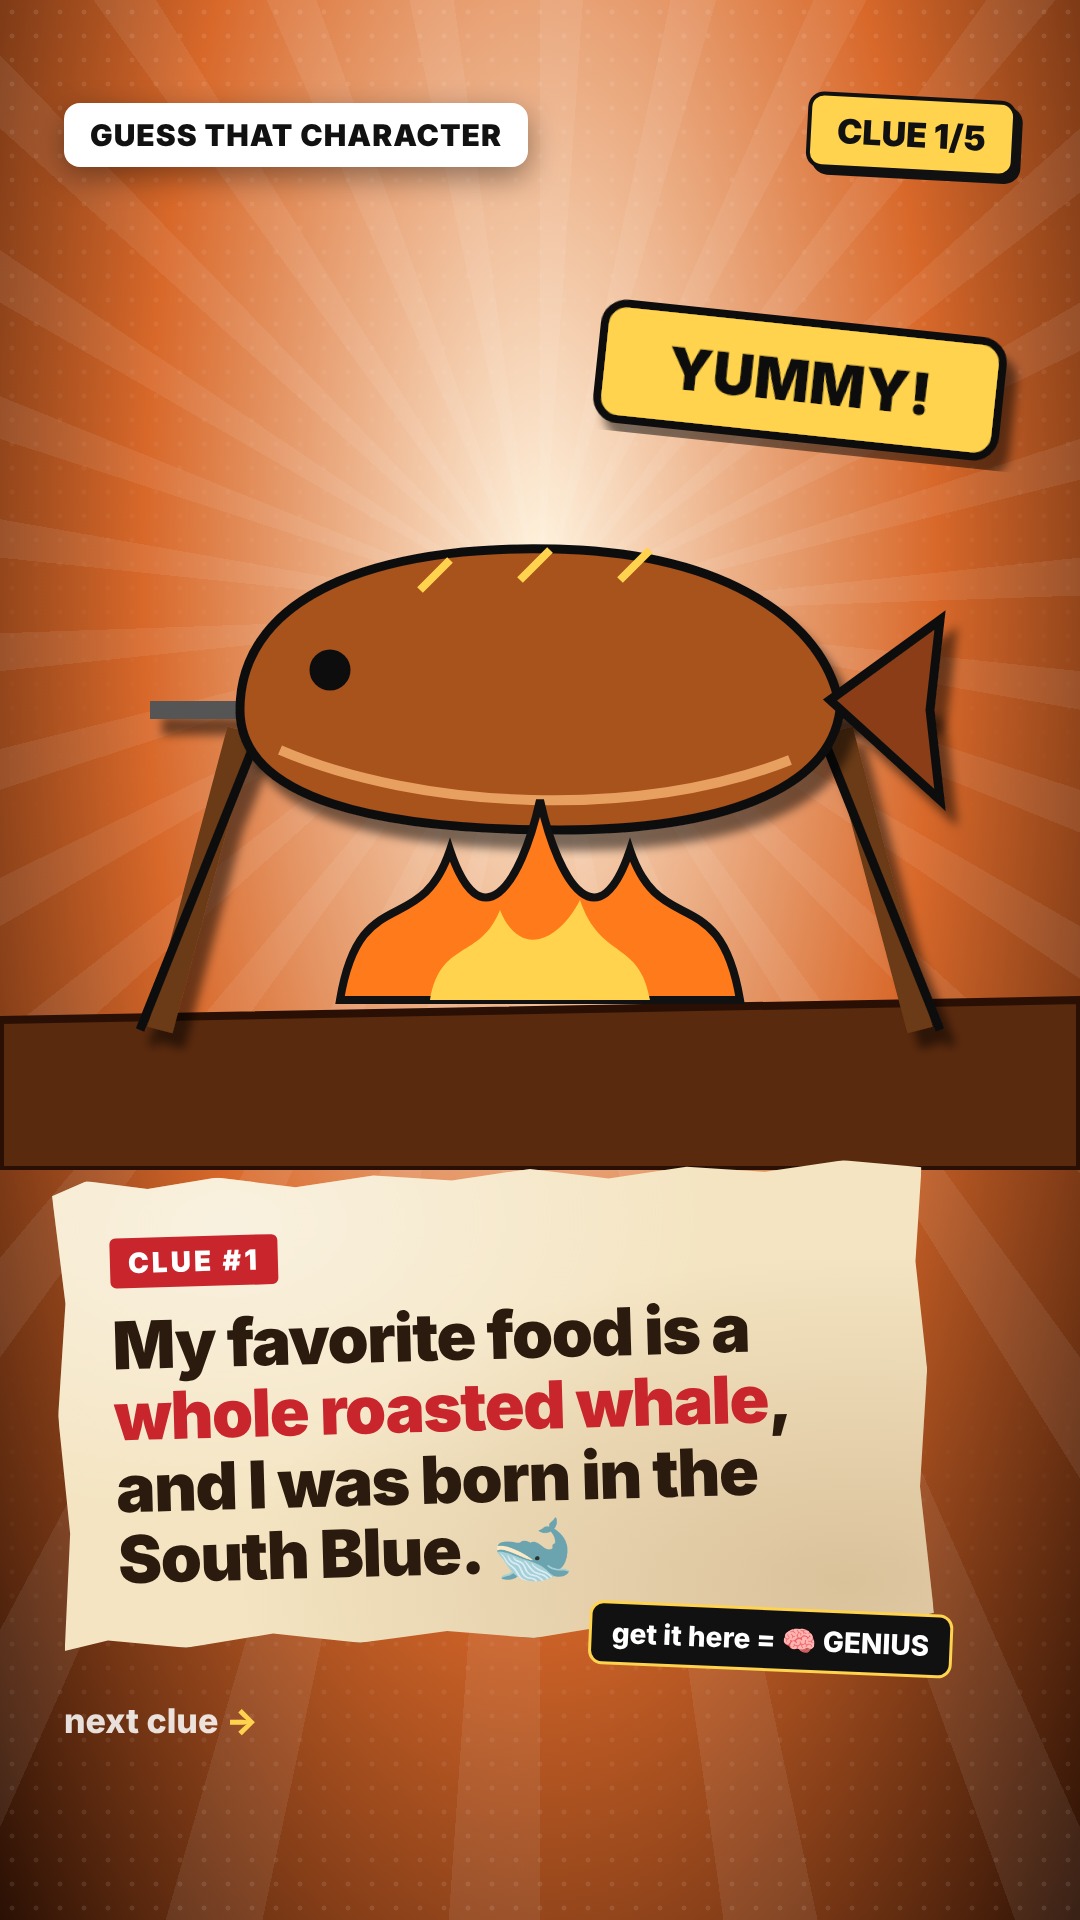 GUESS THAT CHARACTER
CLUE 1/5
YUMMY!
CLUE #1
My favorite food is a
whole roasted whale,
and I was born in the
South Blue. 🐳
get it here = 🧠 GENIUS
next clue →